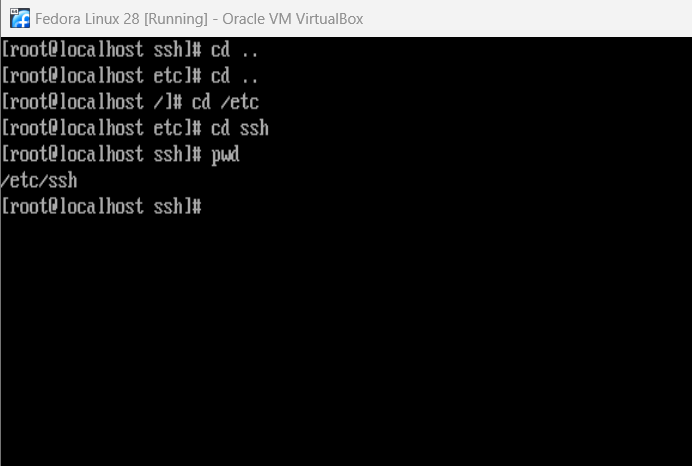 Fedora Linux 28 [Running] - Oracle VM VirtualBox
[root@localhost ssh]# cd ..
[root@localhost etc]# cd ..
[root@localhost /]# cd /etc
[root@localhost etc]# cd ssh
[root@localhost ssh]# pwd
/etc/ssh
[root@localhost ssh]#